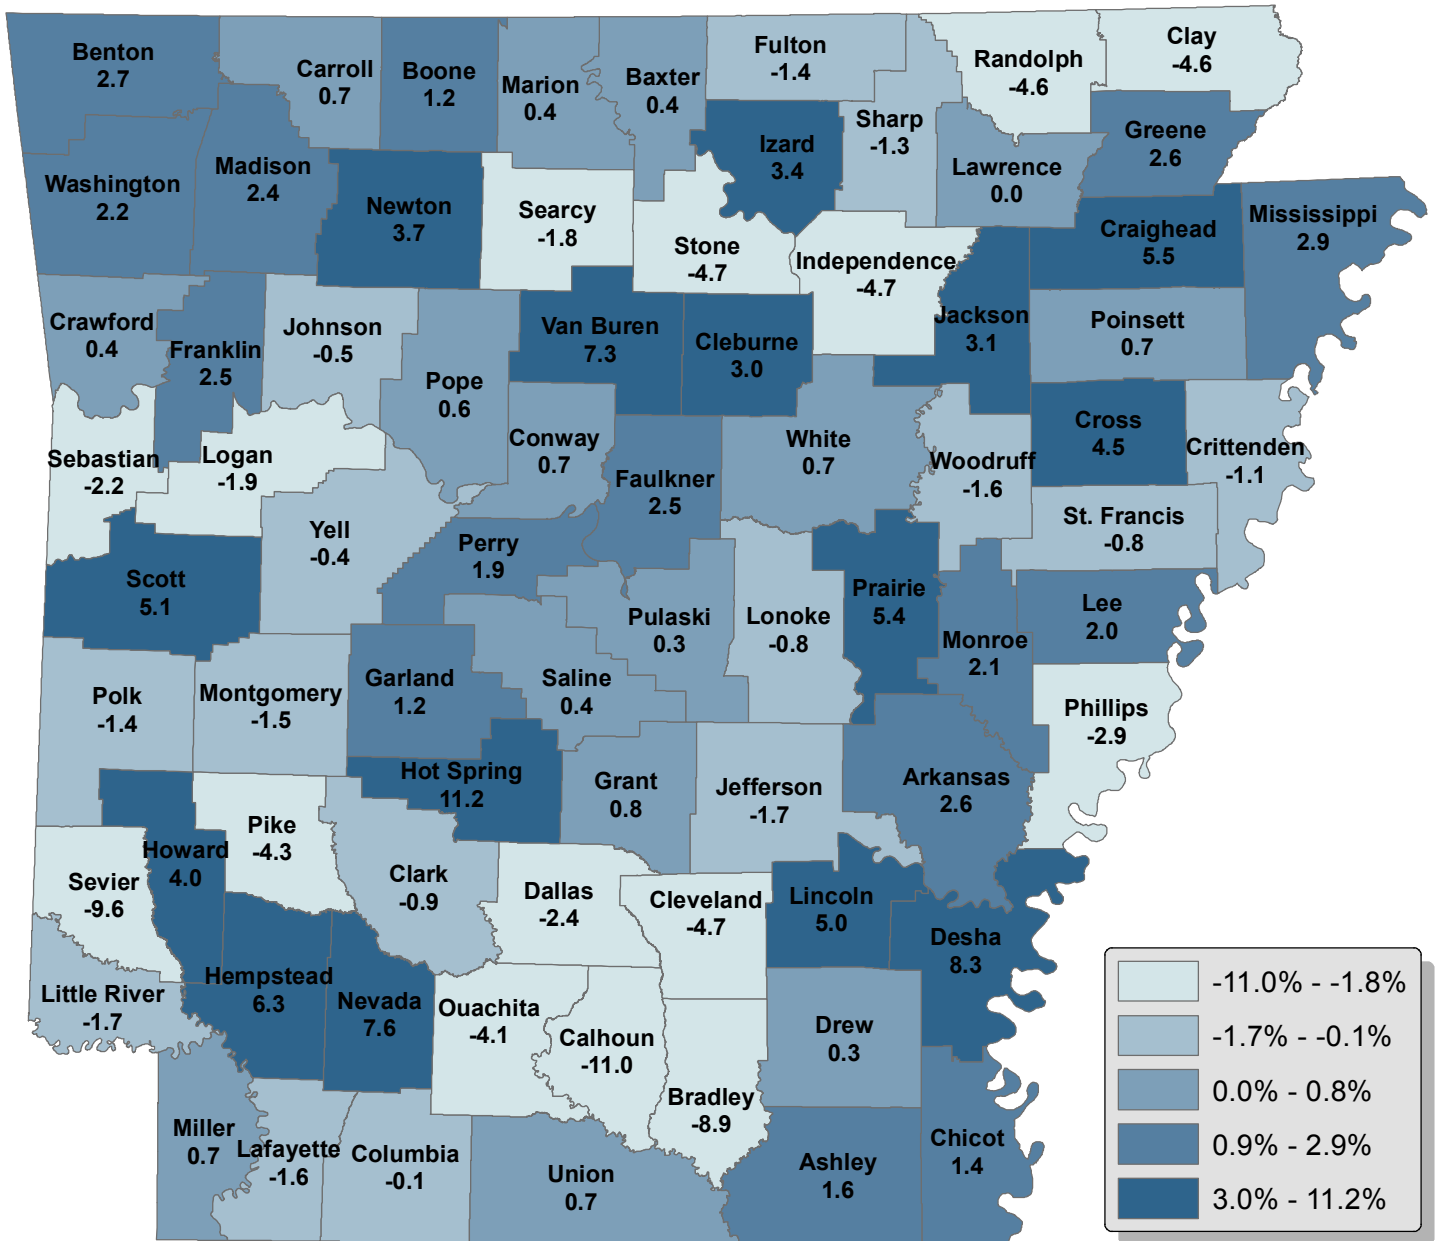 Benton
2.7
Carroll
0.7
Boone
1.2
Marion
0.4
Baxter
0.4
Fulton
-1.4
Randolph
-4.6
Clay
-4.6
Washington
2.2
Madison
2.4
Newton
3.7
Searcy
-1.8
Stone
-4.7
Izard
3.4
Sharp
-1.3
Lawrence
0.0
Greene
2.6
Independence
-4.7
Craighead
5.5
Mississippi
2.9
Crawford
0.4
Franklin
2.5
Johnson
-0.5
Pope
0.6
Van Buren
7.3
Cleburne
3.0
Jackson
3.1
Poinsett
0.7
Sebastian
-2.2
Logan
-1.9
Conway
0.7
Faulkner
2.5
White
0.7
Woodruff
-1.6
Cross
4.5
Crittenden
-1.1
Scott
5.1
Yell
-0.4
Perry
1.9
Pulaski
0.3
Lonoke
-0.8
Prairie
5.4
Monroe
2.1
St. Francis
-0.8
Lee
2.0
Polk
-1.4
Montgomery
-1.5
Garland
1.2
Saline
0.4
Phillips
-2.9
Hot Spring
11.2
Grant
0.8
Jefferson
-1.7
Arkansas
2.6
Sevier
-9.6
Howard
4.0
Pike
-4.3
Clark
-0.9
Dallas
-2.4
Cleveland
-4.7
Lincoln
5.0
Desha
8.3
Little River
-1.7
Hempstead
6.3
Nevada
7.6
Ouachita
-4.1
Calhoun
-11.0
Bradley
-8.9
Drew
0.3
Miller
0.7
Lafayette
-1.6
Columbia
-0.1
Union
0.7
Ashley
1.6
Chicot
1.4
-11.0% - -1.8%
-1.7% - -0.1%
0.0% - 0.8%
0.9% - 2.9%
3.0% - 11.2%